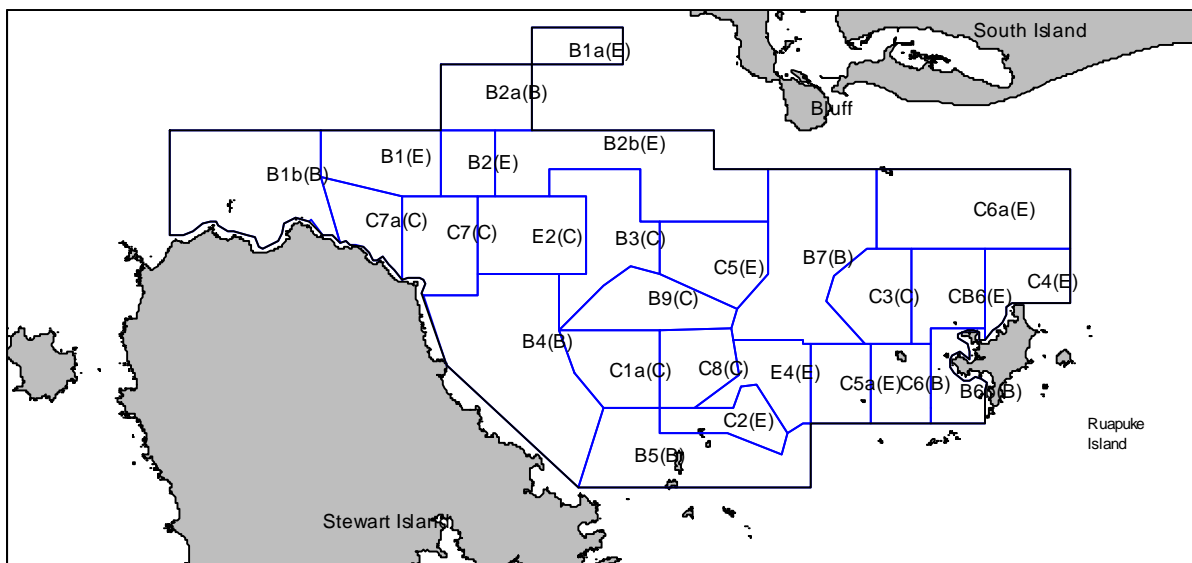 South Island
B1a(E)
B2a(B)
Bluff
B2b(E)
B1(E)
B2(E)
B1b(B)
C6a(E)
C7a(C)
C7(C)
E2(C)
B3(C)
B7(B)
C5(E)
C4(E)
B9(C)
C3(C)
CB6(E)
B4(B)
C1a(C)
C8(C)
E4(E)
C5a(E)
C6(B)
C2(E)
Ruapuke
Island
B5(B)
Stewart Island